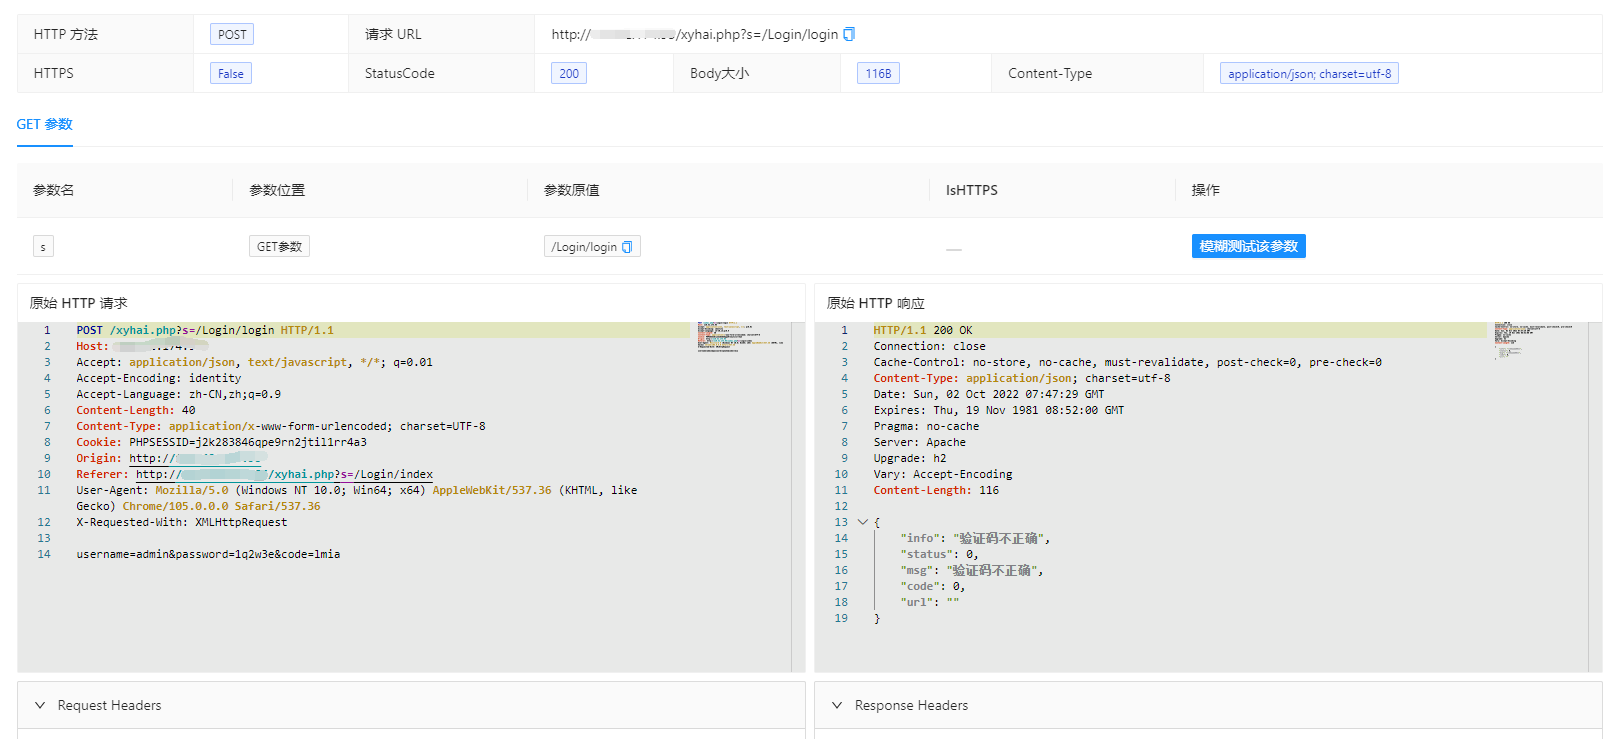 HTTP 方法 POST 请求 URL http:// /xyhai.php?s=/Login/login
HTTPS False StatusCode 200 Body大小 116B Content-Type application/json; charset=utf-8
GET 参数
参数名 参数位置 参数原值 IsHTTPS 操作
s GET参数 /Login/login — 模糊测试该参数
原始 HTTP 请求
1 POST /xyhai.php?s=/Login/login HTTP/1.1
2 Host:
3 Accept: application/json, text/javascript, */*; q=0.01
4 Accept-Encoding: identity
5 Accept-Language: zh-CN,zh;q=0.9
6 Content-Length: 40
7 Content-Type: application/x-www-form-urlencoded; charset=UTF-8
8 Cookie: PHPSESSID=j2k283846qpe9rn2jtil1rr4a3
9 Origin: http://
10 Referer: http:// /xyhai.php?s=/Login/index
11 User-Agent: Mozilla/5.0 (Windows NT 10.0; Win64; x64) AppleWebKit/537.36 (KHTML, like
Gecko) Chrome/105.0.0.0 Safari/537.36
12 X-Requested-With: XMLHttpRequest
13
14 username=admin&password=1q2w3e&code=lmia
原始 HTTP 响应
1 HTTP/1.1 200 OK
2 Connection: close
3 Cache-Control: no-store, no-cache, must-revalidate, post-check=0, pre-check=0
4 Content-Type: application/json; charset=utf-8
5 Date: Sun, 02 Oct 2022 07:47:29 GMT
6 Expires: Thu, 19 Nov 1981 08:52:00 GMT
7 Pragma: no-cache
8 Server: Apache
9 Upgrade: h2
10 Vary: Accept-Encoding
11 Content-Length: 116
12
13 {
14 "info": "验证码不正确",
15 "status": 0,
16 "msg": "验证码不正确",
17 "code": 0,
18 "url": ""
19 }
Request Headers
Response Headers